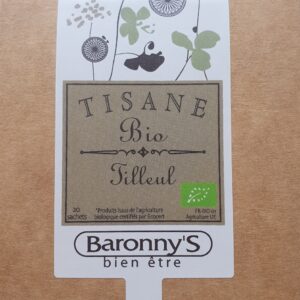 TISANE
Bio
Tilleul
20
sachets
*Produits issus de l'agriculture
biologique certifiés par Ecocert
FR-BIO-01
Agriculture UE
Baronny's
bien être